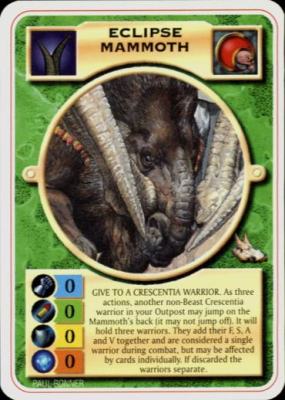 ECLIPSE
MAMMOTH
GIVE TO A CRESCENTIA WARRIOR. As three
actions, another non-Beast Crescentia
warrior in your Outpost may jump on the
Mammoth's back (it may not jump off). It will
hold three warriors. They add their F, S, A
and V together and are considered a single
warrior during combat, but may be affected
by cards individually. If discarded the
warriors separate.
0
0
0
0
PAUL BONNER